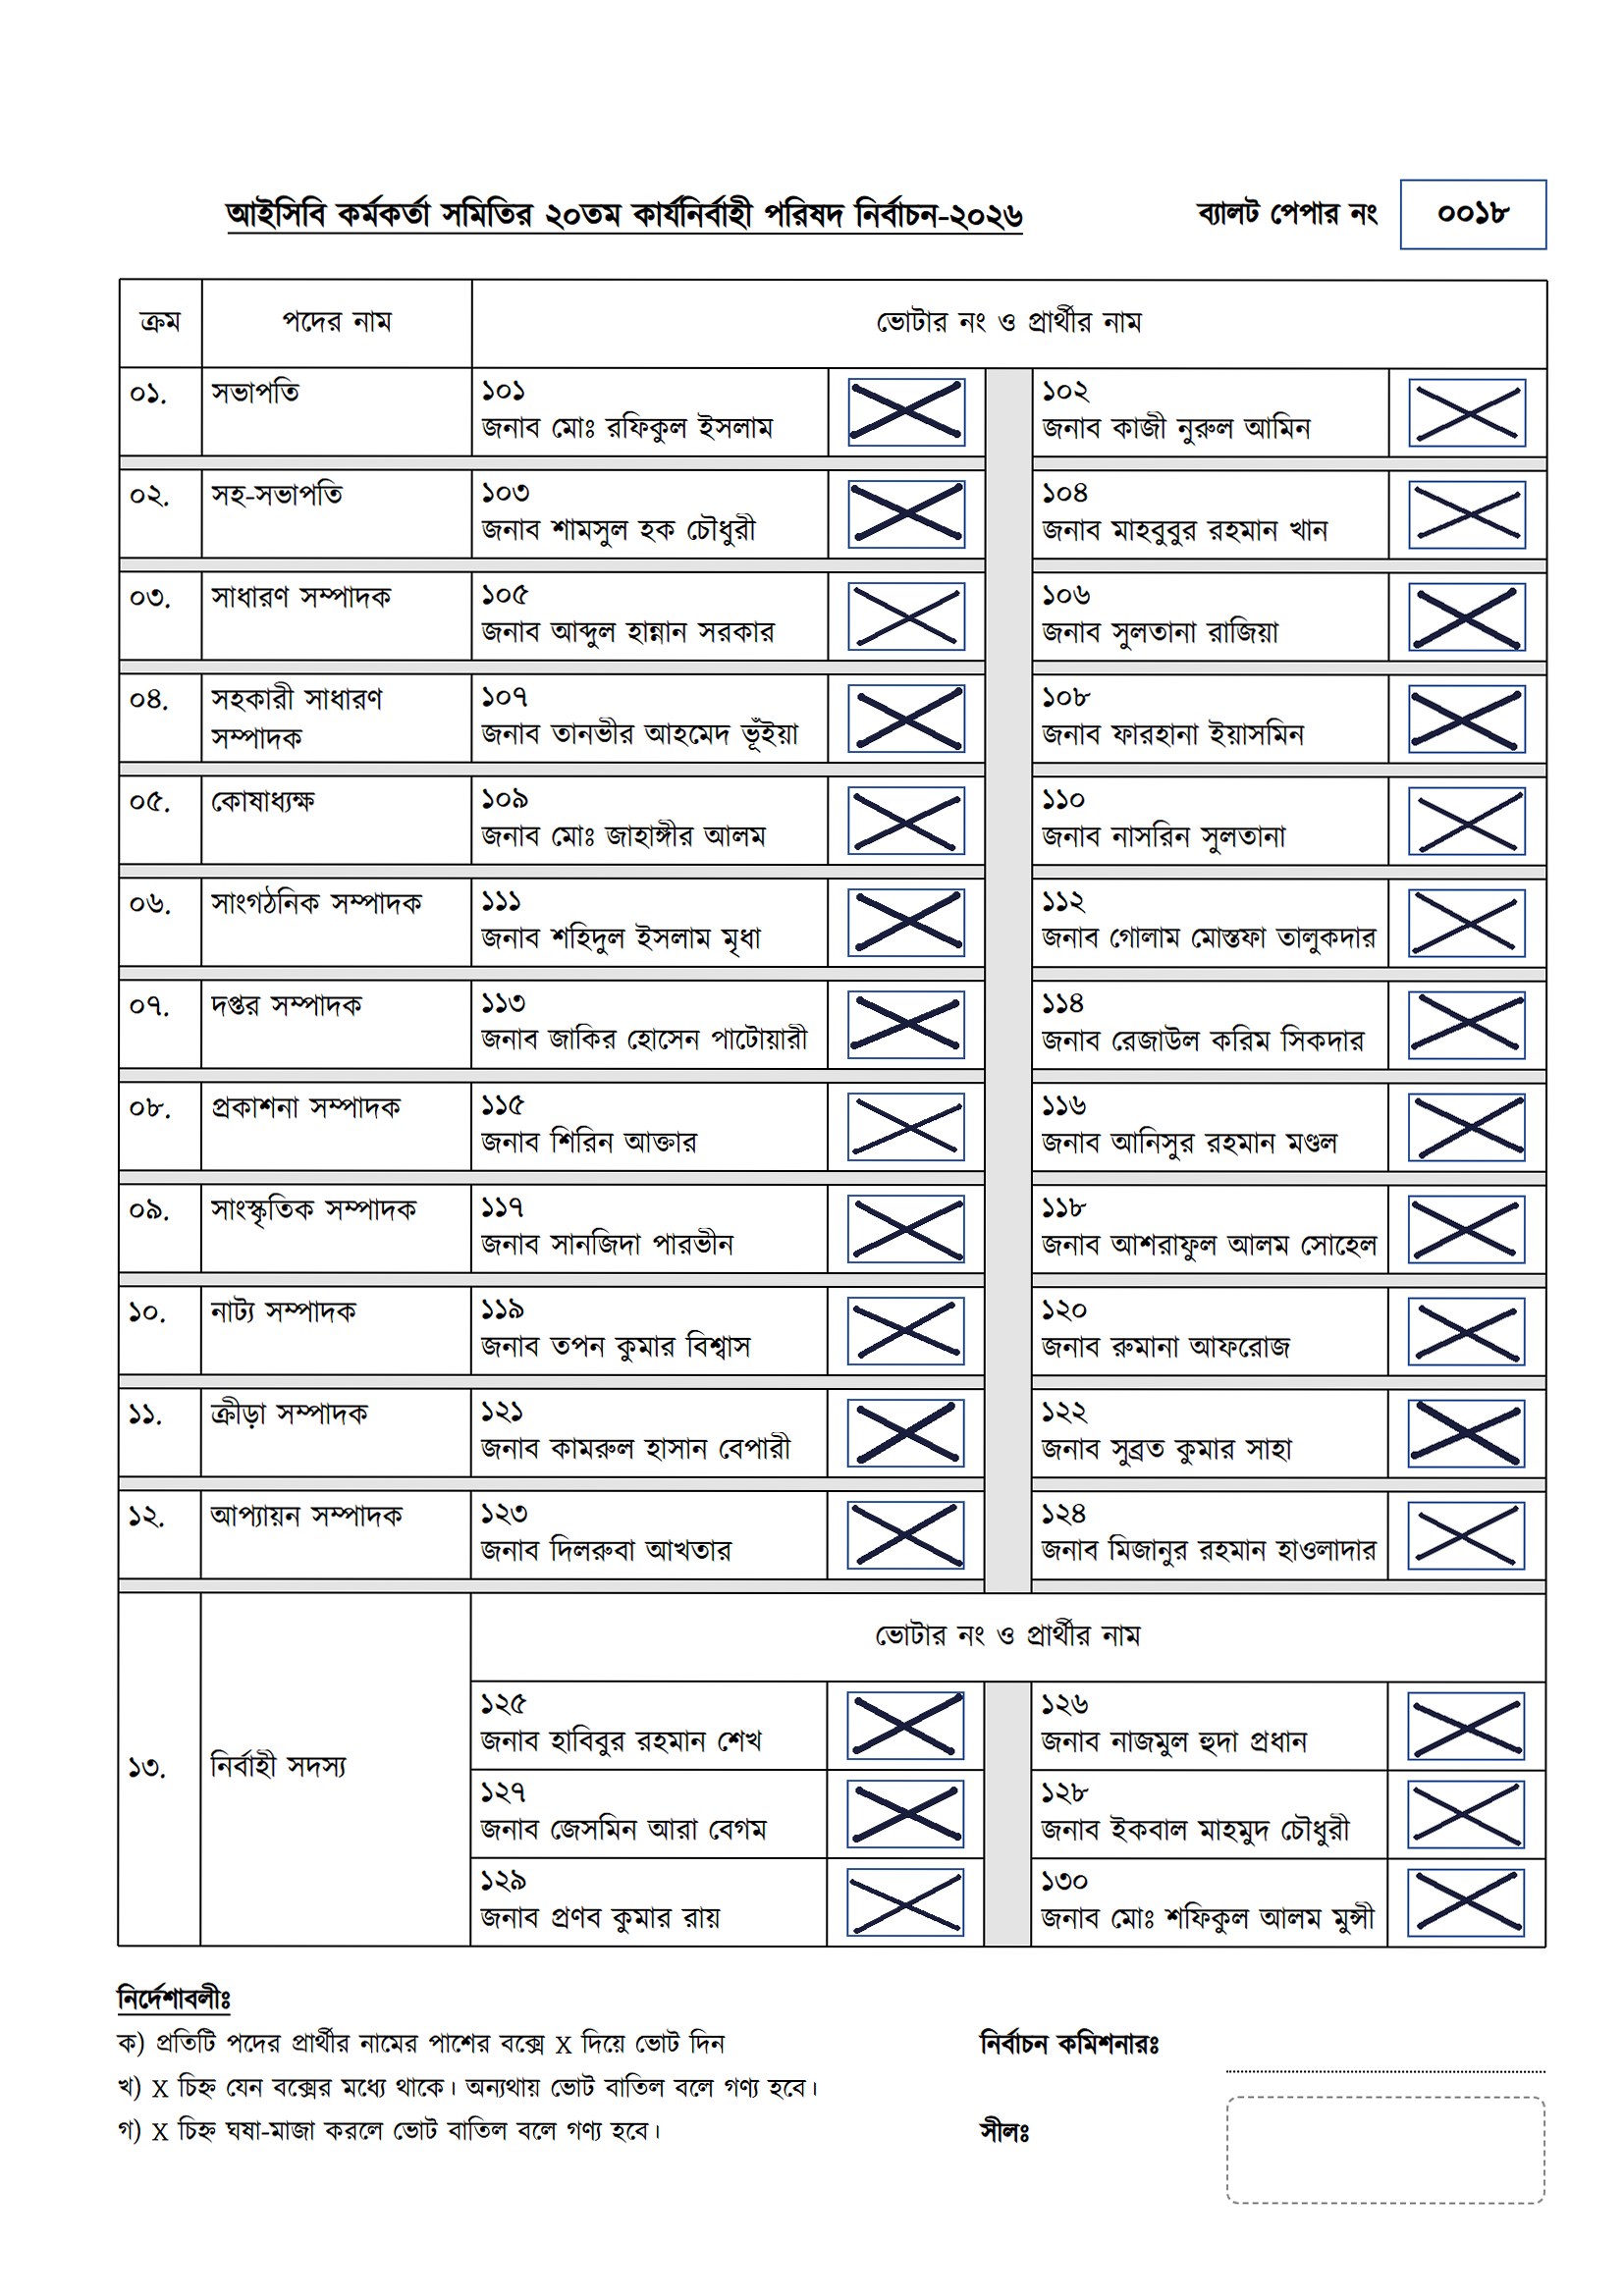 আইসিবি কর্মকর্তা সমিতির ২০তম কার্যনির্বাহী পরিষদ নির্বাচন-২০২৬ ব্যালট পেপার নং ০০১৮
ক্রম পদের নাম ভোটার নং ও প্রার্থীর নাম
০১. সভাপতি ১০১ ১০২
জনাব মোঃ রফিকুল ইসলাম জনাব কাজী নুরুল আমিন
০২. সহ-সভাপতি ১০৩ ১০৪
জনাব শামসুল হক চৌধুরী জনাব মাহবুবুর রহমান খান
০৩. সাধারণ সম্পাদক ১০৫ ১০৬
জনাব আব্দুল হান্নান সরকার জনাব সুলতানা রাজিয়া
০৪. সহকারী সাধারণ ১০৭ ১০৮
সম্পাদক জনাব তানভীর আহমেদ ভূঁইয়া জনাব ফারহানা ইয়াসমিন
০৫. কোষাধ্যক্ষ ১০৯ ১১০
জনাব মোঃ জাহাঙ্গীর আলম জনাব নাসরিন সুলতানা
০৬. সাংগঠনিক সম্পাদক ১১১ ১১২
জনাব শহিদুল ইসলাম মৃধা জনাব গোলাম মোস্তফা তালুকদার
০৭. দপ্তর সম্পাদক ১১৩ ১১৪
জনাব জাকির হোসেন পাটোয়ারী জনাব রেজাউল করিম সিকদার
০৮. প্রকাশনা সম্পাদক ১১৫ ১১৬
জনাব শিরিন আক্তার জনাব আনিসুর রহমান মণ্ডল
০৯. সাংস্কৃতিক সম্পাদক ১১৭ ১১৮
জনাব সানজিদা পারভীন জনাব আশরাফুল আলম সোহেল
১০. নাট্য সম্পাদক ১১৯ ১২০
জনাব তপন কুমার বিশ্বাস জনাব রুমানা আফরোজ
১১. ক্রীড়া সম্পাদক ১২১ ১২২
জনাব কামরুল হাসান বেপারী জনাব সুব্রত কুমার সাহা
১২. আপ্যায়ন সম্পাদক ১২৩ ১২৪
জনাব দিলরুবা আখতার জনাব মিজানুর রহমান হাওলাদার
ভোটার নং ও প্রার্থীর নাম
১২৫ ১২৬
জনাব হাবিবুর রহমান শেখ জনাব নাজমুল হুদা প্রধান
১৩. নির্বাহী সদস্য
১২৭ ১২৮
জনাব জেসমিন আরা বেগম জনাব ইকবাল মাহমুদ চৌধুরী
১২৯ ১৩০
জনাব প্রণব কুমার রায় জনাব মোঃ শফিকুল আলম মুন্সী
নির্দেশাবলীঃ
ক) প্রতিটি পদের প্রার্থীর নামের পাশের বক্সে X দিয়ে ভোট দিন নির্বাচন কমিশনারঃ
খ) X চিহ্ন যেন বক্সের মধ্যে থাকে। অন্যথায় ভোট বাতিল বলে গণ্য হবে।
গ) X চিহ্ন ঘষা-মাজা করলে ভোট বাতিল বলে গণ্য হবে। সীলঃ